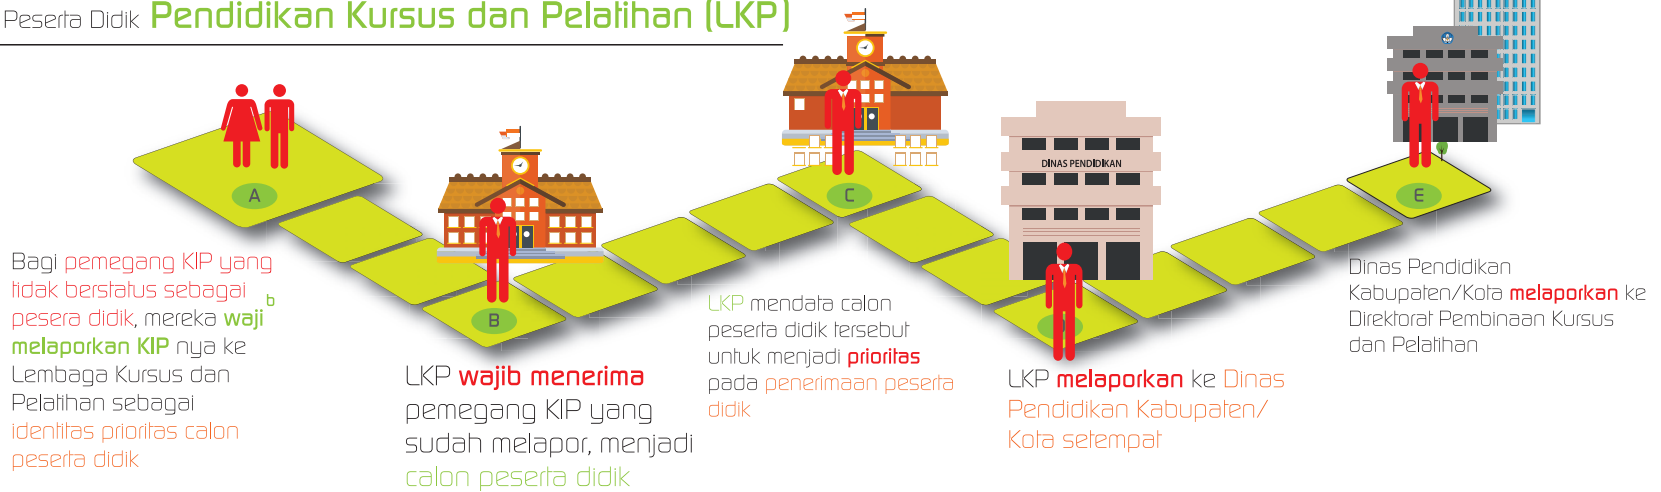 Peserta Didik Pendidikan Kursus dan Pelatihan (LKP)
A
Bagi pemegang KIP yang
tidak berstatus sebagai
pesera didik, mereka wajib
melaporkan KIP nya ke
Lembaga Kursus dan
Pelatihan sebagai
identitas prioritas calon
peserta didik
B
LKP wajib menerima
pemegang KIP yang
sudah melapor, menjadi
calon peserta didik
C
LKP mendata calon
peserta didik tersebut
untuk menjadi prioritas
pada penerimaan peserta
didik
DINAS PENDIDIKAN
LKP melaporkan ke Dinas
Pendidikan Kabupaten/
Kota setempat
E
Dinas Pendidikan
Kabupaten/Kota melaporkan ke
Direktorat Pembinaan Kursus
dan Pelatihan